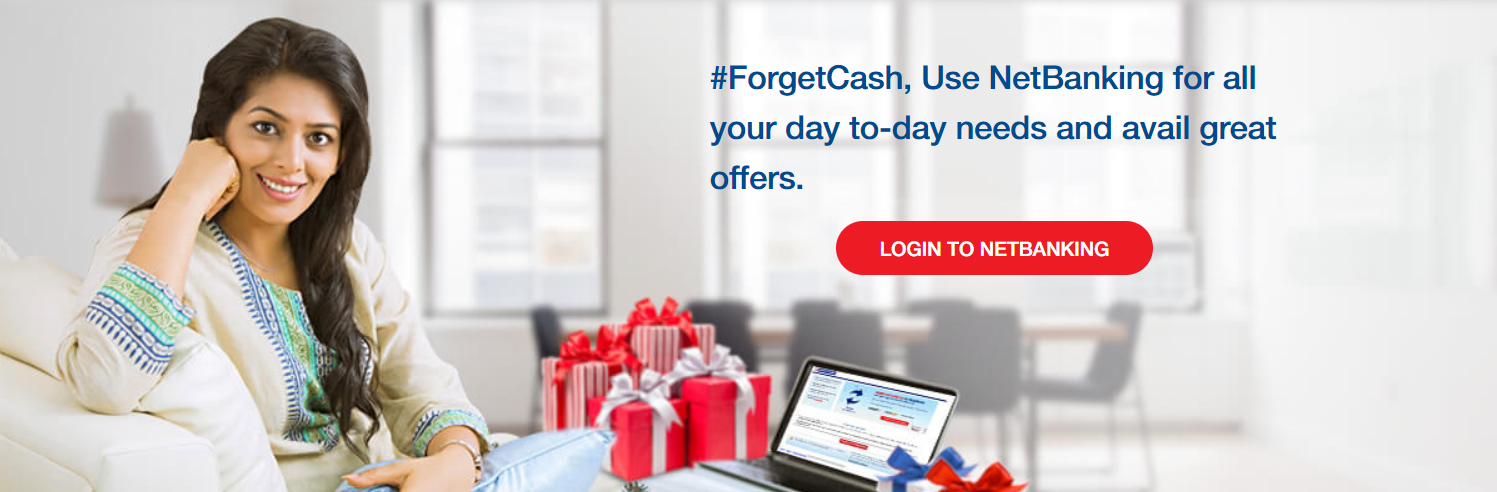 #ForgetCash, Use NetBanking for all
your day to-day needs and avail great
offers.
LOGIN TO NETBANKING